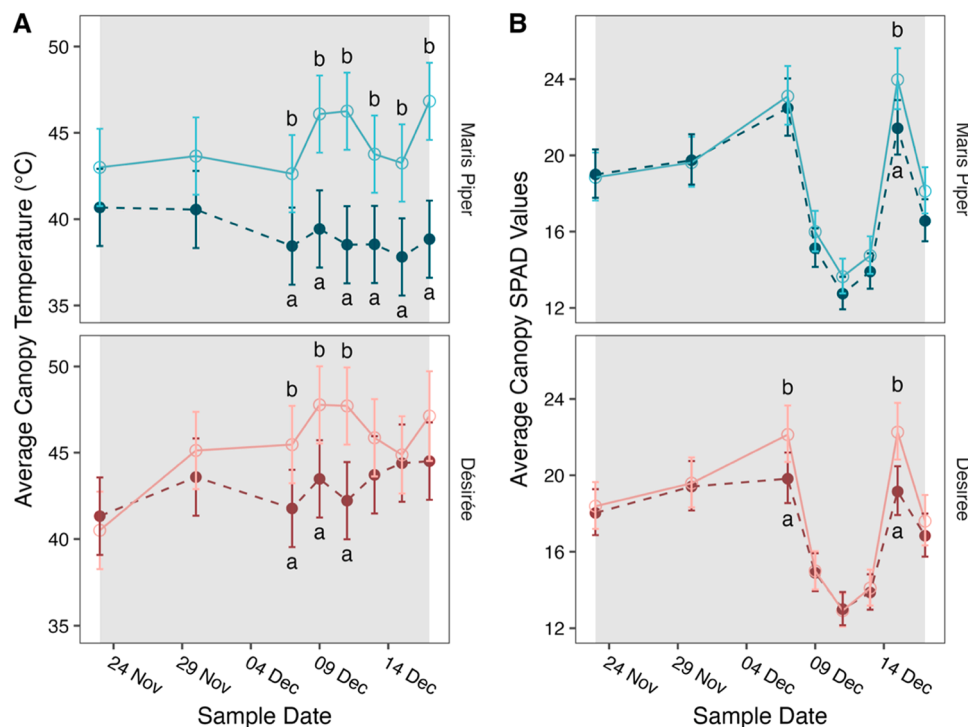 A
B
Average Canopy Temperature (°C)
50
45
40
35
b
b
b
b
b
b
a
a
a
a
a
a
Maris Piper
50
45
40
35
b
b
b
a
a
a
Désirée
24 Nov
29 Nov
04 Dec
09 Dec
14 Dec
Sample Date
Average Canopy SPAD Values
24
20
16
12
b
a
Maris Piper
24
20
16
12
b
b
a
a
Désirée
24 Nov
29 Nov
04 Dec
09 Dec
14 Dec
Sample Date